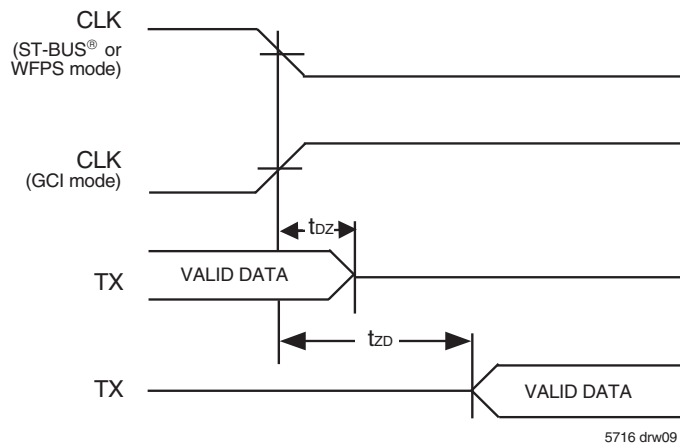 CLK
(ST-BUS® or
WFPS mode)
CLK
(GCI mode)
tDZ
TX
VALID DATA
tZD
TX
VALID DATA
5716 drw09